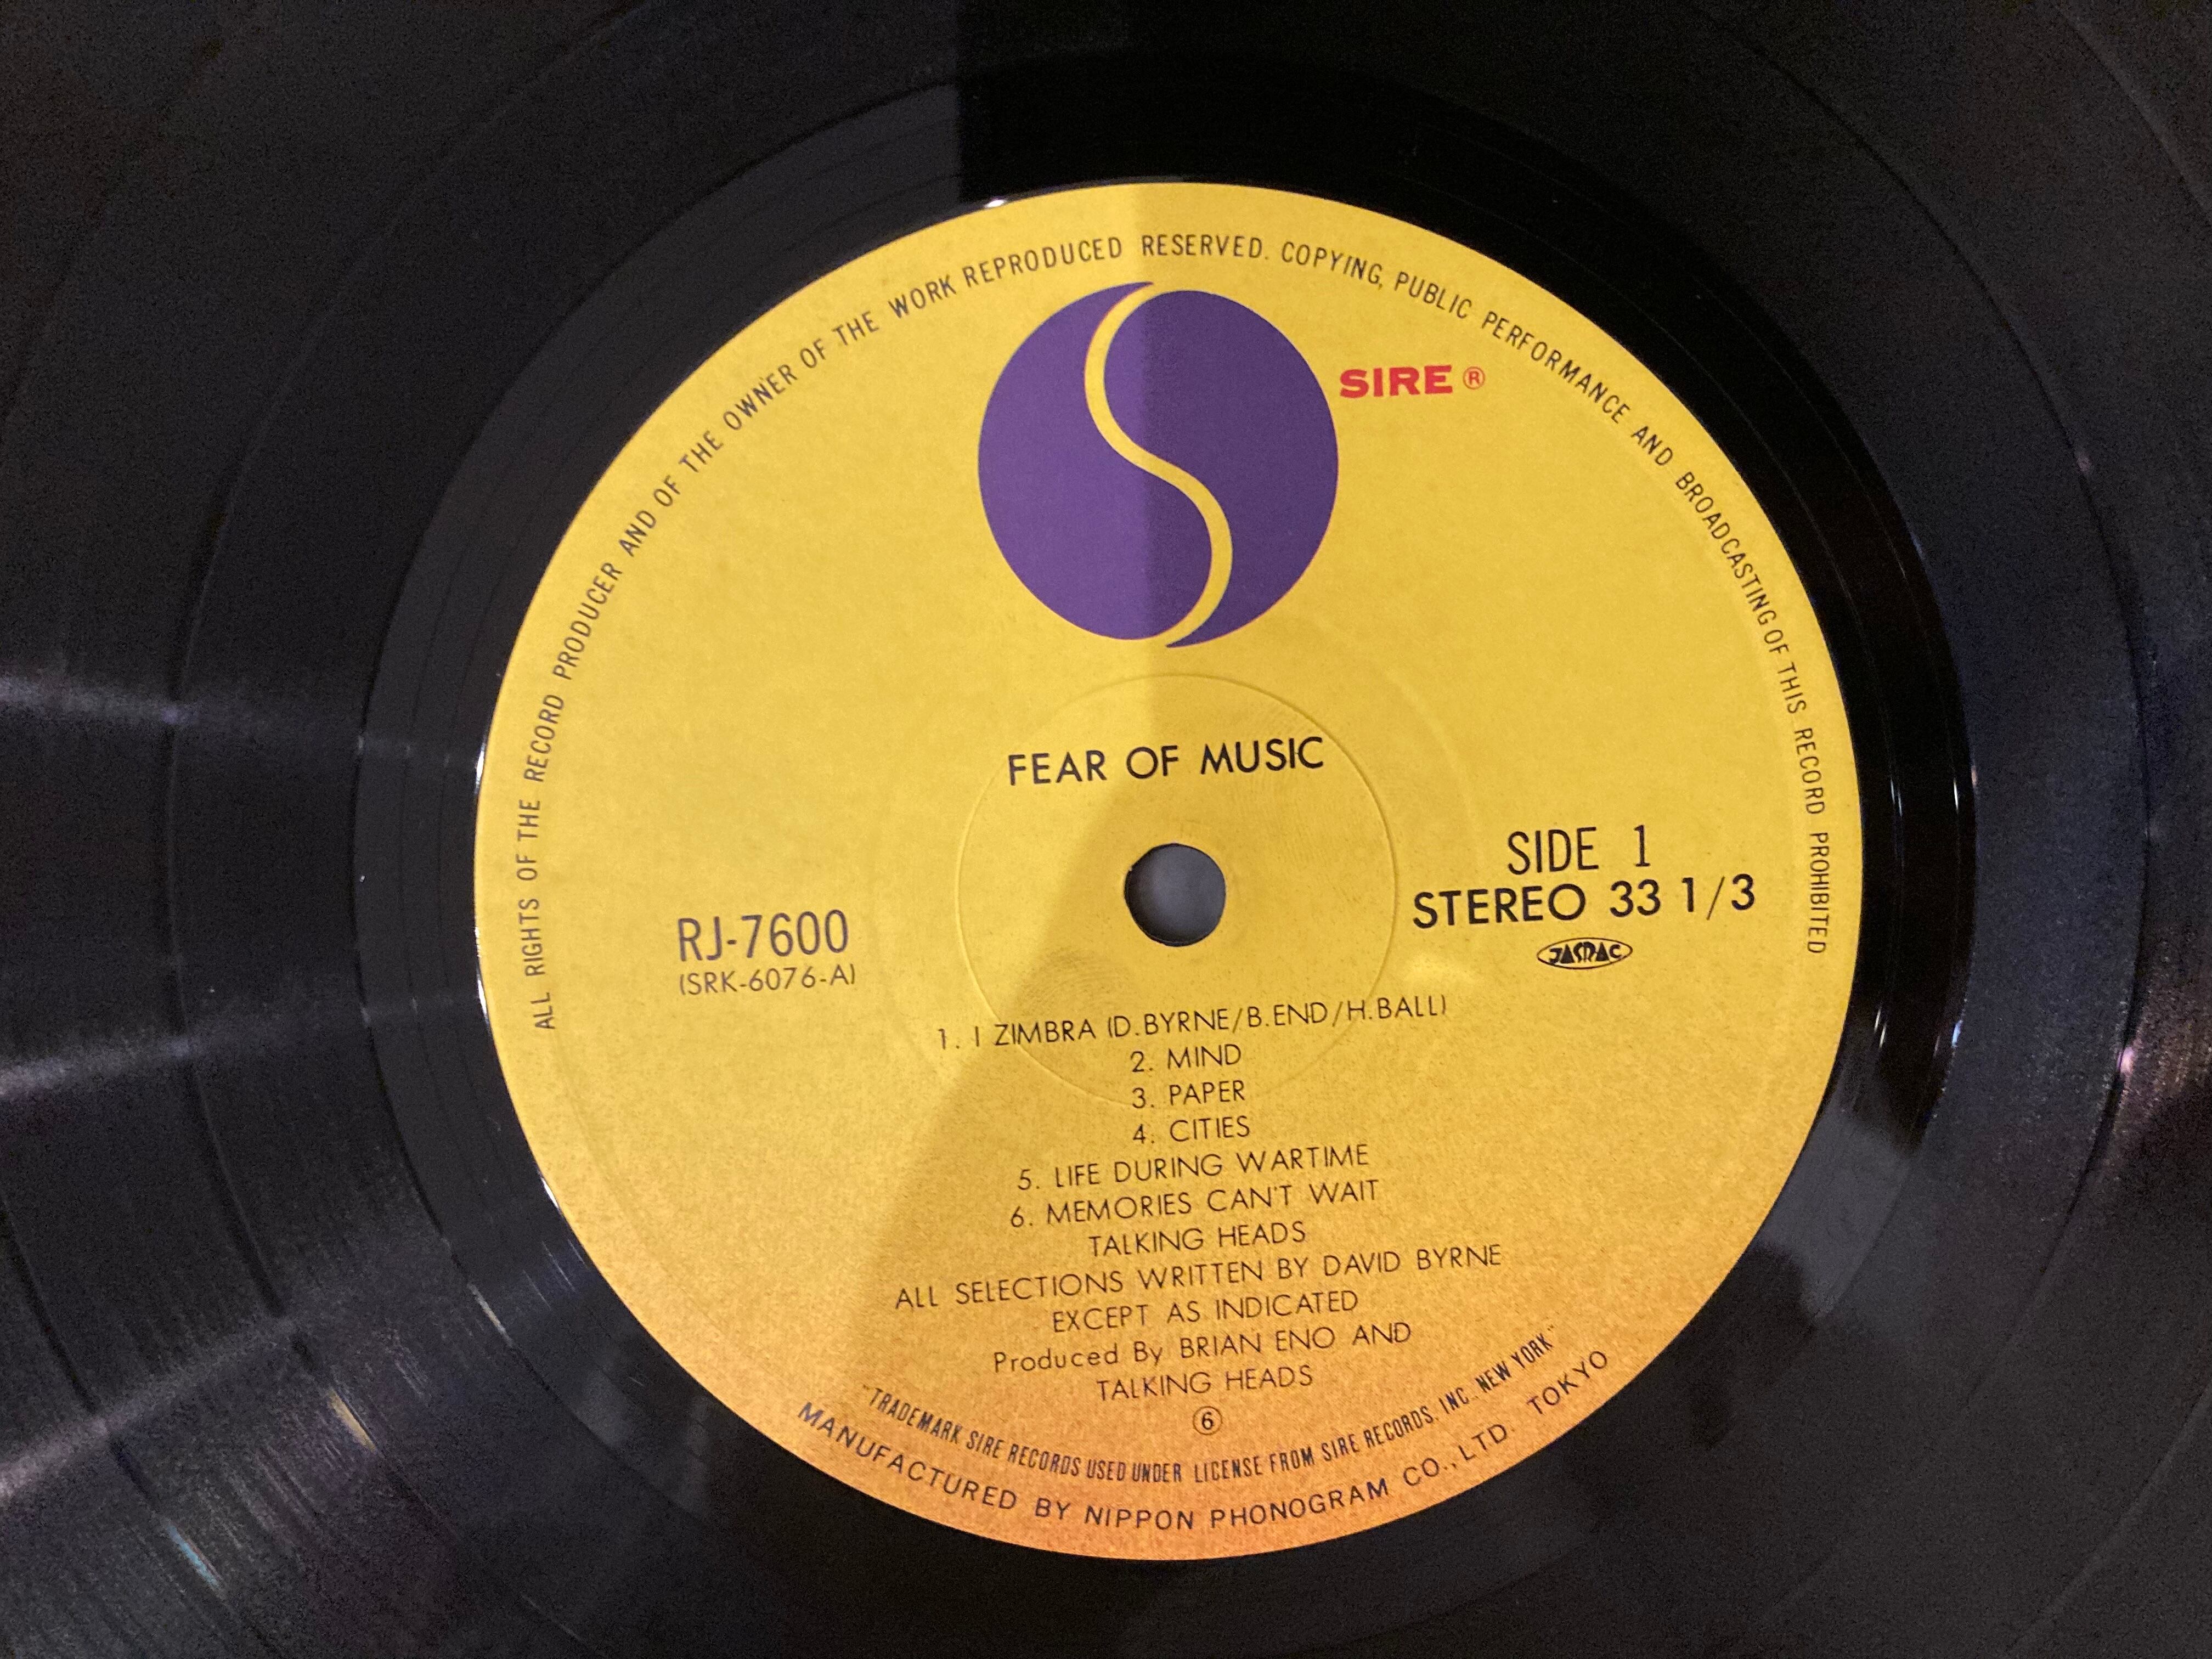 ALL RIGHTS OF THE RECORD PRODUCER AND OF THE OWNER OF THE WORK REPRODUCED RESERVED. COPYING, PUBLIC PERFORMANCE AND BROADCASTING OF THIS RECORD PROHIBITED
SIRE ®
FEAR OF MUSIC
SIDE 1
STEREO 33 1/3
JASRAC
RJ-7600
(SRK-6076-A)
1. I ZIMBRA (D.BYRNE/B.END/H.BALL)
2. MIND
3. PAPER
4. CITIES
5. LIFE DURING WARTIME
6. MEMORIES CAN'T WAIT
TALKING HEADS
ALL SELECTIONS WRITTEN BY DAVID BYRNE
EXCEPT AS INDICATED
Produced By BRIAN ENO AND
TALKING HEADS
⑥
"TRADEMARK SIRE RECORDS USED UNDER LICENSE FROM SIRE RECORDS, INC., NEW YORK"
MANUFACTURED BY NIPPON PHONOGRAM CO., LTD. TOKYO